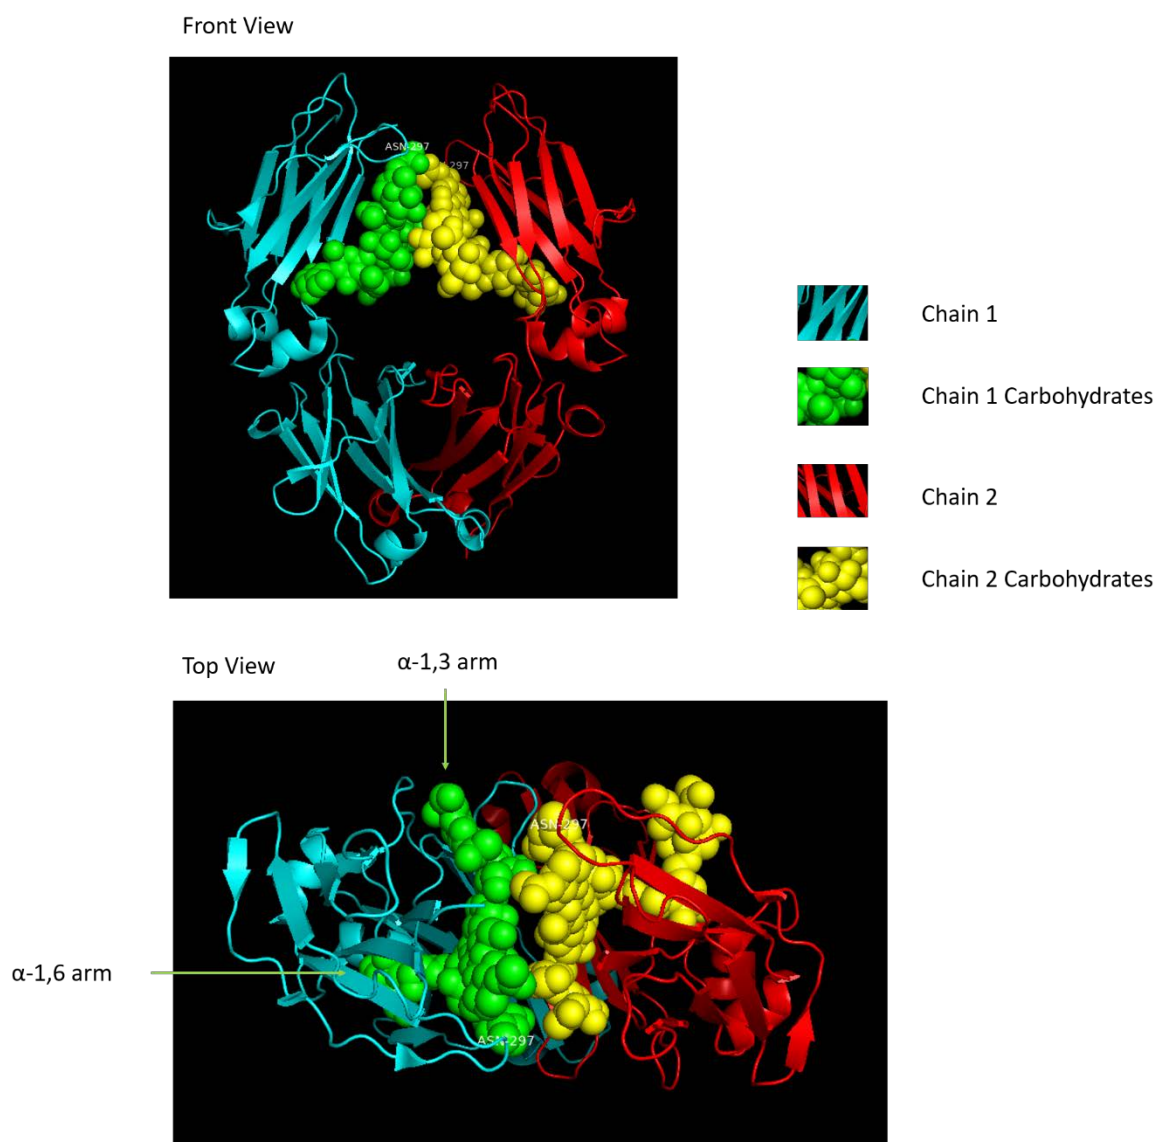 Front View
ASN-297
297
Chain 1
Chain 1 Carbohydrates
Chain 2
Chain 2 Carbohydrates
Top View
α-1,3 arm
ASN-297
α-1,6 arm
ASN-297